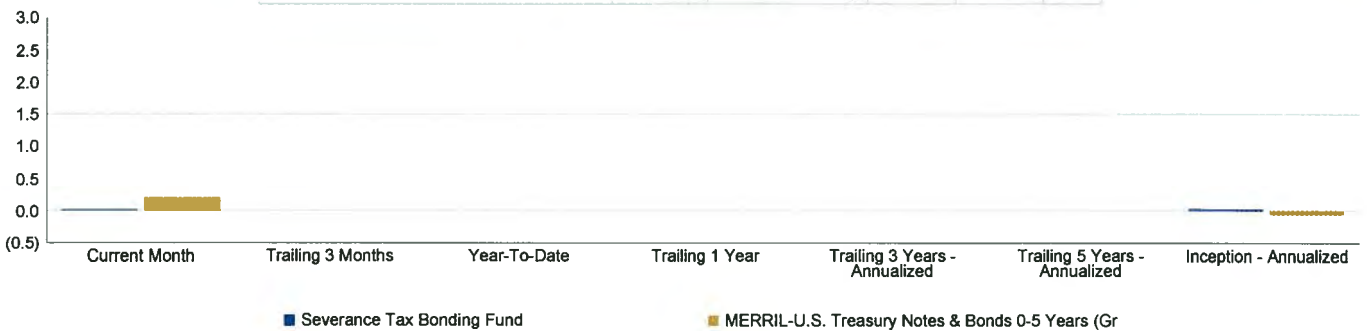 3.0
2.5
2.0
1.5
1.0
0.5
0.0
(0.5)
Current Month Trailing 3 Months Year-To-Date Trailing 1 Year Trailing 3 Years - Trailing 5 Years - Inception - Annualized
Annualized Annualized
Severance Tax Bonding Fund MERRIL-U.S. Treasury Notes & Bonds 0-5 Years (Gr